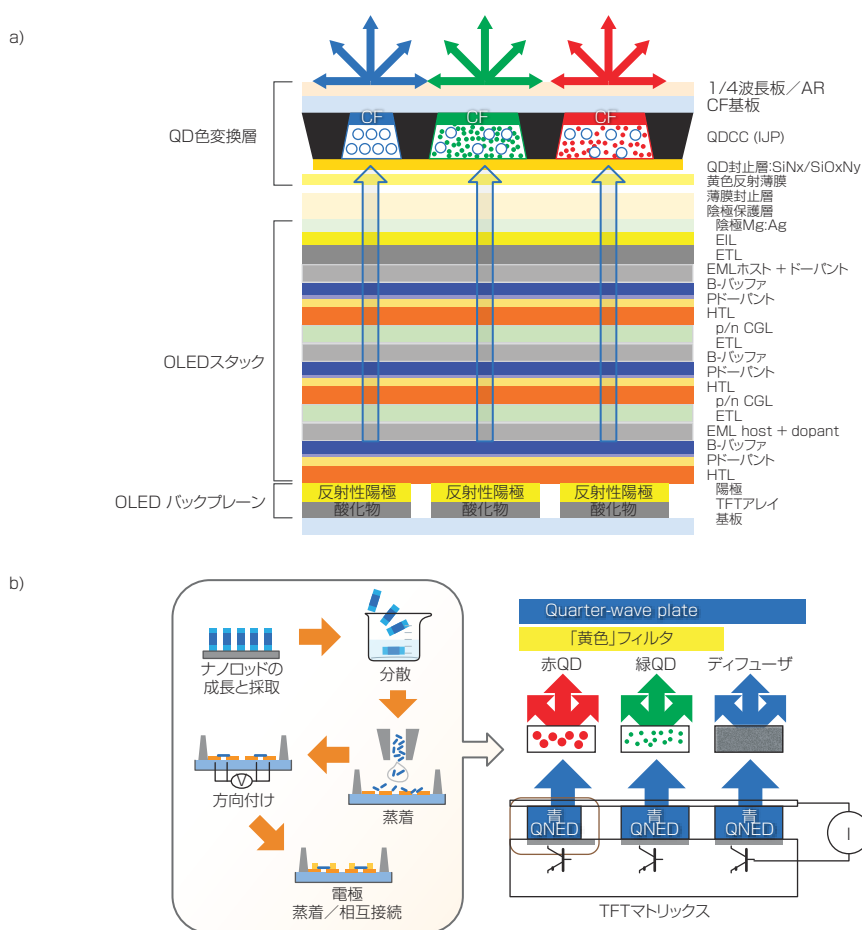 a)
CF
CF
CF
QD色変換層
1/4波長板／AR
CF基板
QDCC (IJP)
QD封止層:SiNx/SiOxNy
黄色反射薄膜
薄膜封止層
陰極保護層
陰極Mg:Ag
EIL
ETL
EMLホスト + ドーパント
B-バッファ
Pドーパント
HTL
p/n CGL
ETL
B-バッファ
Pドーパント
HTL
p/n CGL
ETL
EML host + dopant
B-バッファ
Pドーパント
HTL
陽極
TFTアレイ
基板
OLEDスタック
OLED バックプレーン
反射性陽極
反射性陽極
反射性陽極
酸化物
酸化物
酸化物
b)
ナノロッドの
成長と採取
分散
V
方向付け
蒸着
電極
蒸着／相互接続
Quarter-wave plate
「黄色」フィルタ
赤QD
緑QD
ディフューザ
青
QNED
青
QNED
青
QNED
I
TFTマトリックス